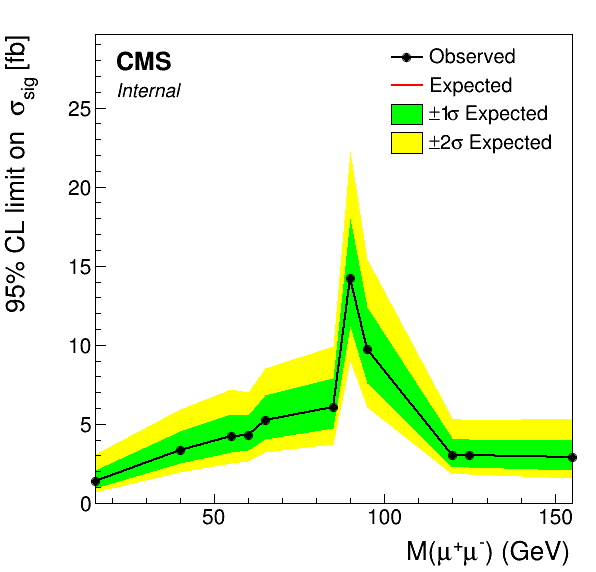 CMS
Internal
Observed
Expected
±1σ Expected
±2σ Expected
95% CL limit on σ_sig [fb]
25
20
15
10
5
0
50
100
150
M(μ⁺μ⁻) (GeV)